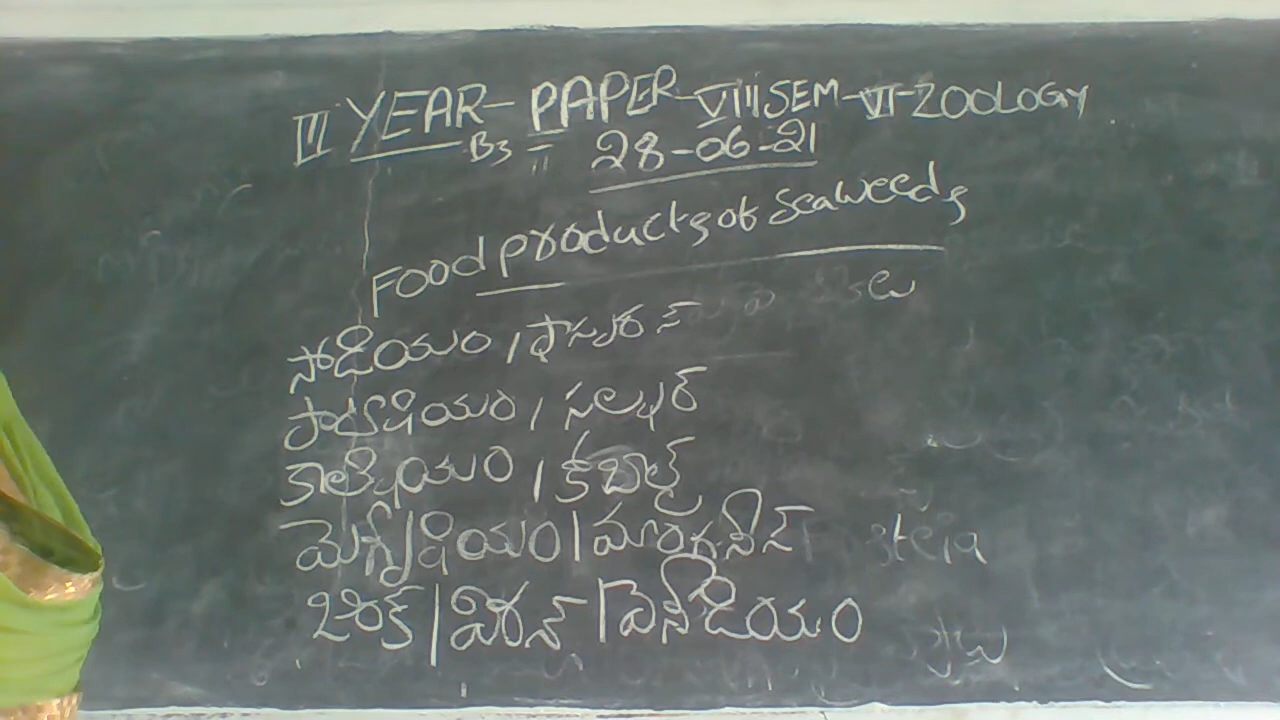 III YEAR-PAPER-VIII SEM-VI-ZOOLOGY
B3 = 28-06-21
Food products of Seaweeds
సోడియం / ఫాస్ఫరస్
పొటాషియం / సల్ఫర్
కాల్షియం / కోబాల్ట్
మెగ్నీషియం | మాంగనీస్
జింక్ | ఐరన్ |